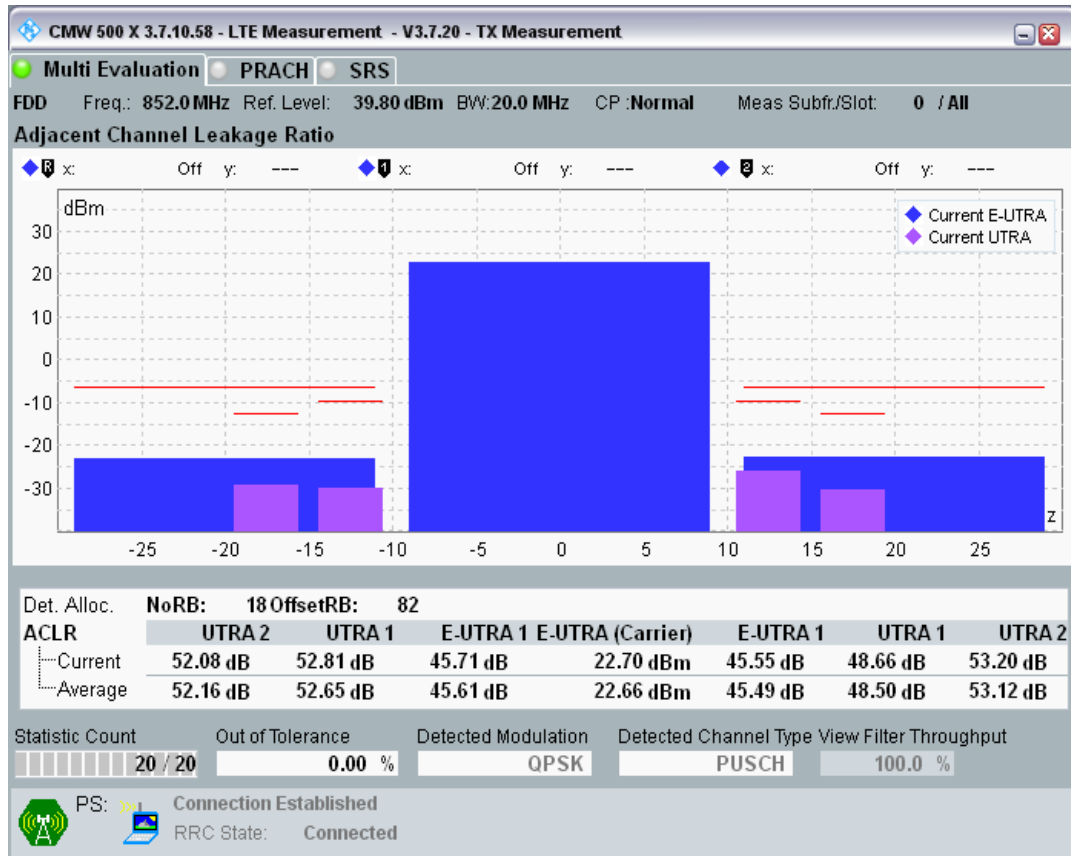 CMW 500 X 3.7.10.58 - LTE Measurement - V3.7.20 - TX Measurement
Multi Evaluation PRACH SRS
FDD Freq.: 852.0 MHz Ref. Level: 39.80 dBm BW: 20.0 MHz CP : Normal Meas Subfr./Slot: 0 / All
Adjacent Channel Leakage Ratio
R x: Off y: --- 1 x: Off y: --- 2 x: Off y: ---
dBm
Current E-UTRA
Current UTRA
30
20
10
0
-10
-20
-30
z
-25 -20 -15 -10 -5 0 5 10 15 20 25
Det. Alloc. NoRB: 18 OffsetRB: 82
ACLR UTRA 2 UTRA 1 E-UTRA 1 E-UTRA (Carrier) E-UTRA 1 UTRA 1 UTRA 2
Current 52.08 dB 52.81 dB 45.71 dB 22.70 dBm 45.55 dB 48.66 dB 53.20 dB
Average 52.16 dB 52.65 dB 45.61 dB 22.66 dBm 45.49 dB 48.50 dB 53.12 dB
Statistic Count Out of Tolerance Detected Modulation Detected Channel Type View Filter Throughput
20 / 20 0.00 % QPSK PUSCH 100.0 %
PS: Connection Established
RRC State: Connected